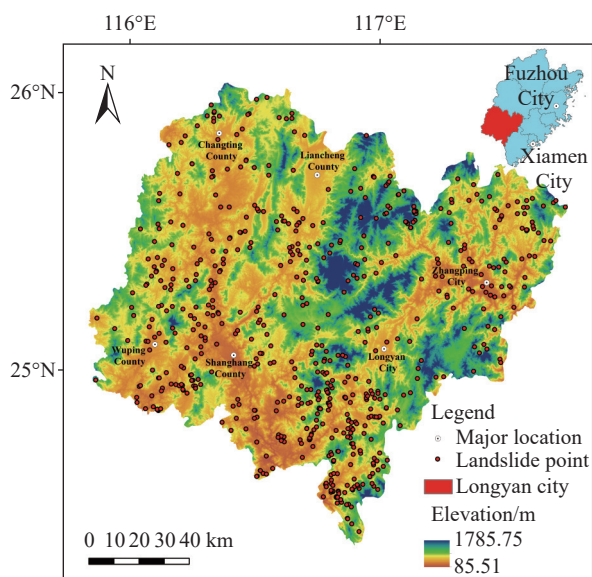 116°E
117°E
26°N
25°N
N
Fuzhou
City
Xiamen
City
Changting
County
Liancheng
County
Zhangping
City
Wuping
County
Shanghang
County
Longyan
City
Legend
Major location
Landslide point
Longyan city
Elevation/m
1785.75
85.51
0 10 20 30 40 km